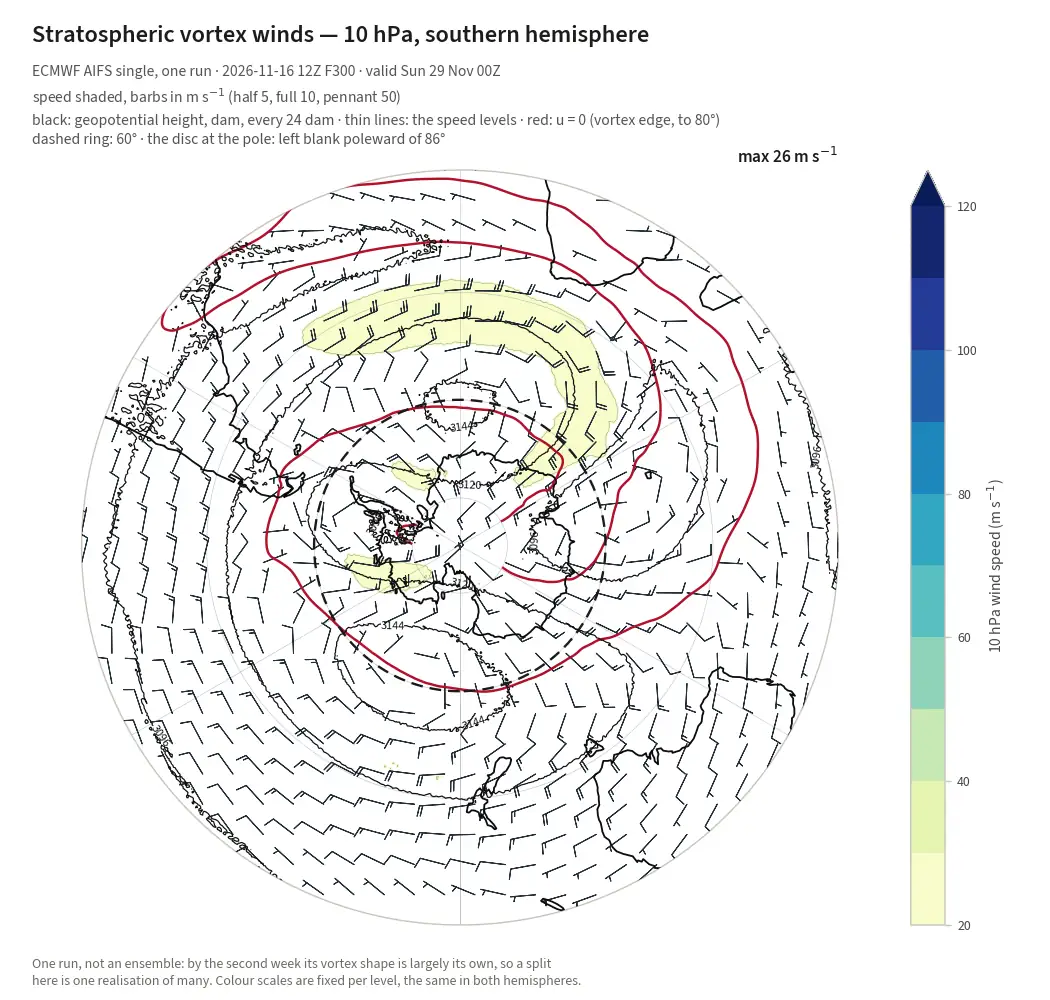 Stratospheric vortex winds — 10 hPa, southern hemisphere
ECMWF AIFS single, one run · 2026-11-16 12Z F300 · valid Sun 29 Nov 00Z
speed shaded, barbs in m s⁻¹ (half 5, full 10, pennant 50)
black: geopotential height, dam, every 24 dam · thin lines: the speed levels · red: u = 0 (vortex edge, to 80°)
dashed ring: 60° · the disc at the pole: left blank poleward of 86°
max 26 m s⁻¹
120
100
80
60
40
20
10 hPa wind speed (m s⁻¹)
3144
3120
3096
3096
3144
3144
3096
One run, not an ensemble: by the second week its vortex shape is largely its own, so a split
here is one realisation of many. Colour scales are fixed per level, the same in both hemispheres.